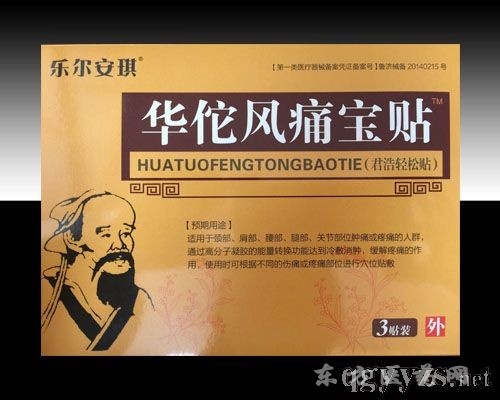 乐尔安琪®
【第一类医疗器械备案凭证备案号】鲁济械备 20140215 号
华佗风痛宝贴™
HUATUOFENGTONGBAOTIE(君浩轻松贴)
【预期用途】
适用于颈部、肩部、腰部、腿部、关节部位肿痛或疼痛的人群，
通过高分子凝胶的能量转换功能达到冷敷消肿，缓解疼痛的作
用，使用时可根据不同的伤痛或疼痛部位进行穴位贴敷
3贴装 外
东方医药网